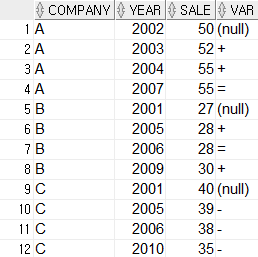 COMPANY YEAR SALE VAR
1 A 2002 50 (null)
2 A 2003 52 +
3 A 2004 55 +
4 A 2007 55 =
5 B 2001 27 (null)
6 B 2005 28 +
7 B 2006 28 =
8 B 2009 30 +
9 C 2001 40 (null)
10 C 2005 39 -
11 C 2006 38 -
12 C 2010 35 -